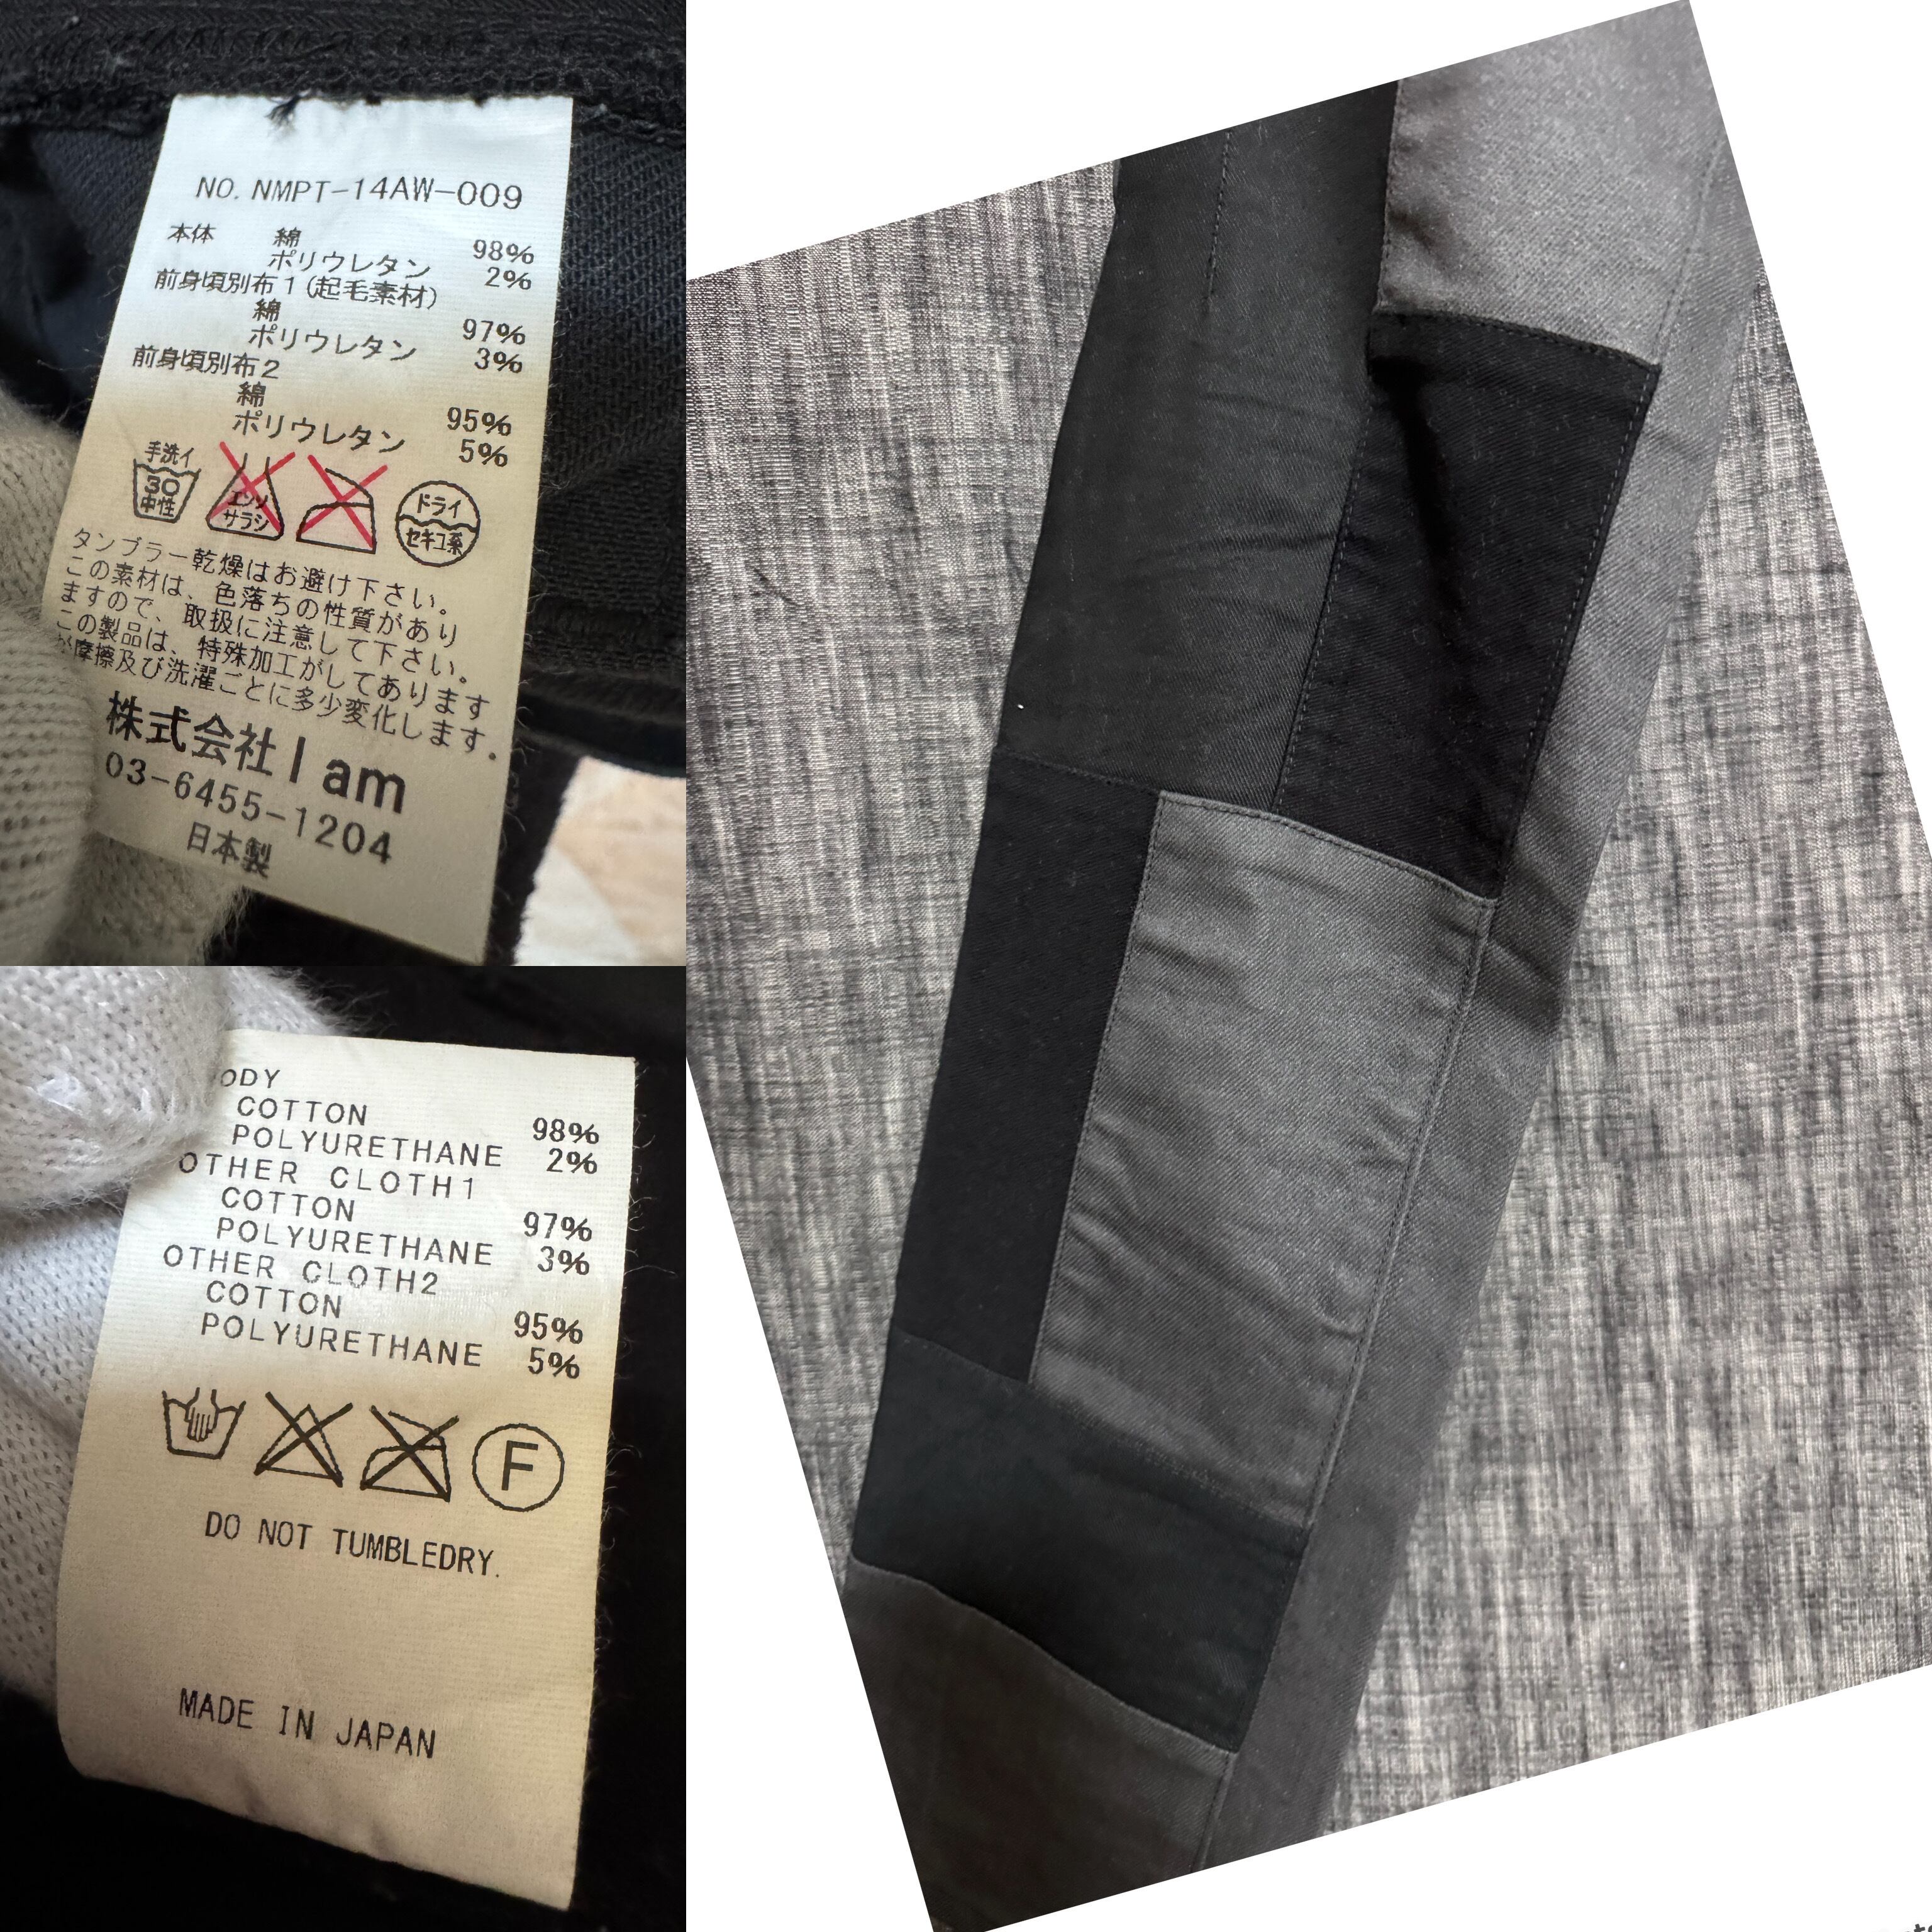 NO. NMPT-14AW-009
本体 綿 98%
ポリウレタン 2%
前身頃別布1(起毛素材)
綿 97%
ポリウレタン 3%
前身頃別布2
綿 95%
ポリウレタン 5%
手洗イ
30
中性
エンソ
サラシ
ドライ
セキユ系
タンブラー乾燥はお避け下さい。
この素材は、色落ちの性質があり
ますので、取扱に注意して下さい。
この製品は、特殊加工がしてあります
が摩擦及び洗濯ごとに多少変化します。
株式会社I am
03-6455-1204
日本製
ODY
COTTON 98%
POLYURETHANE 2%
OTHER CLOTH1
COTTON 97%
POLYURETHANE 3%
OTHER CLOTH2
COTTON 95%
POLYURETHANE 5%
F
DO NOT TUMBLEDRY.
MADE IN JAPAN